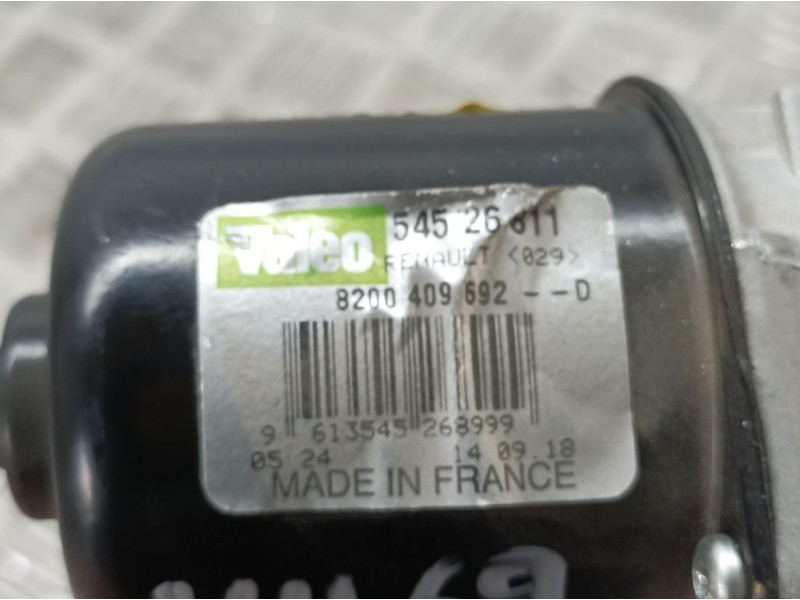 Valeo 545 26 811
RENAULT <029>
8200 409 692 --D
9 613545 268999
05 24 14.09.18
MADE IN FRANCE